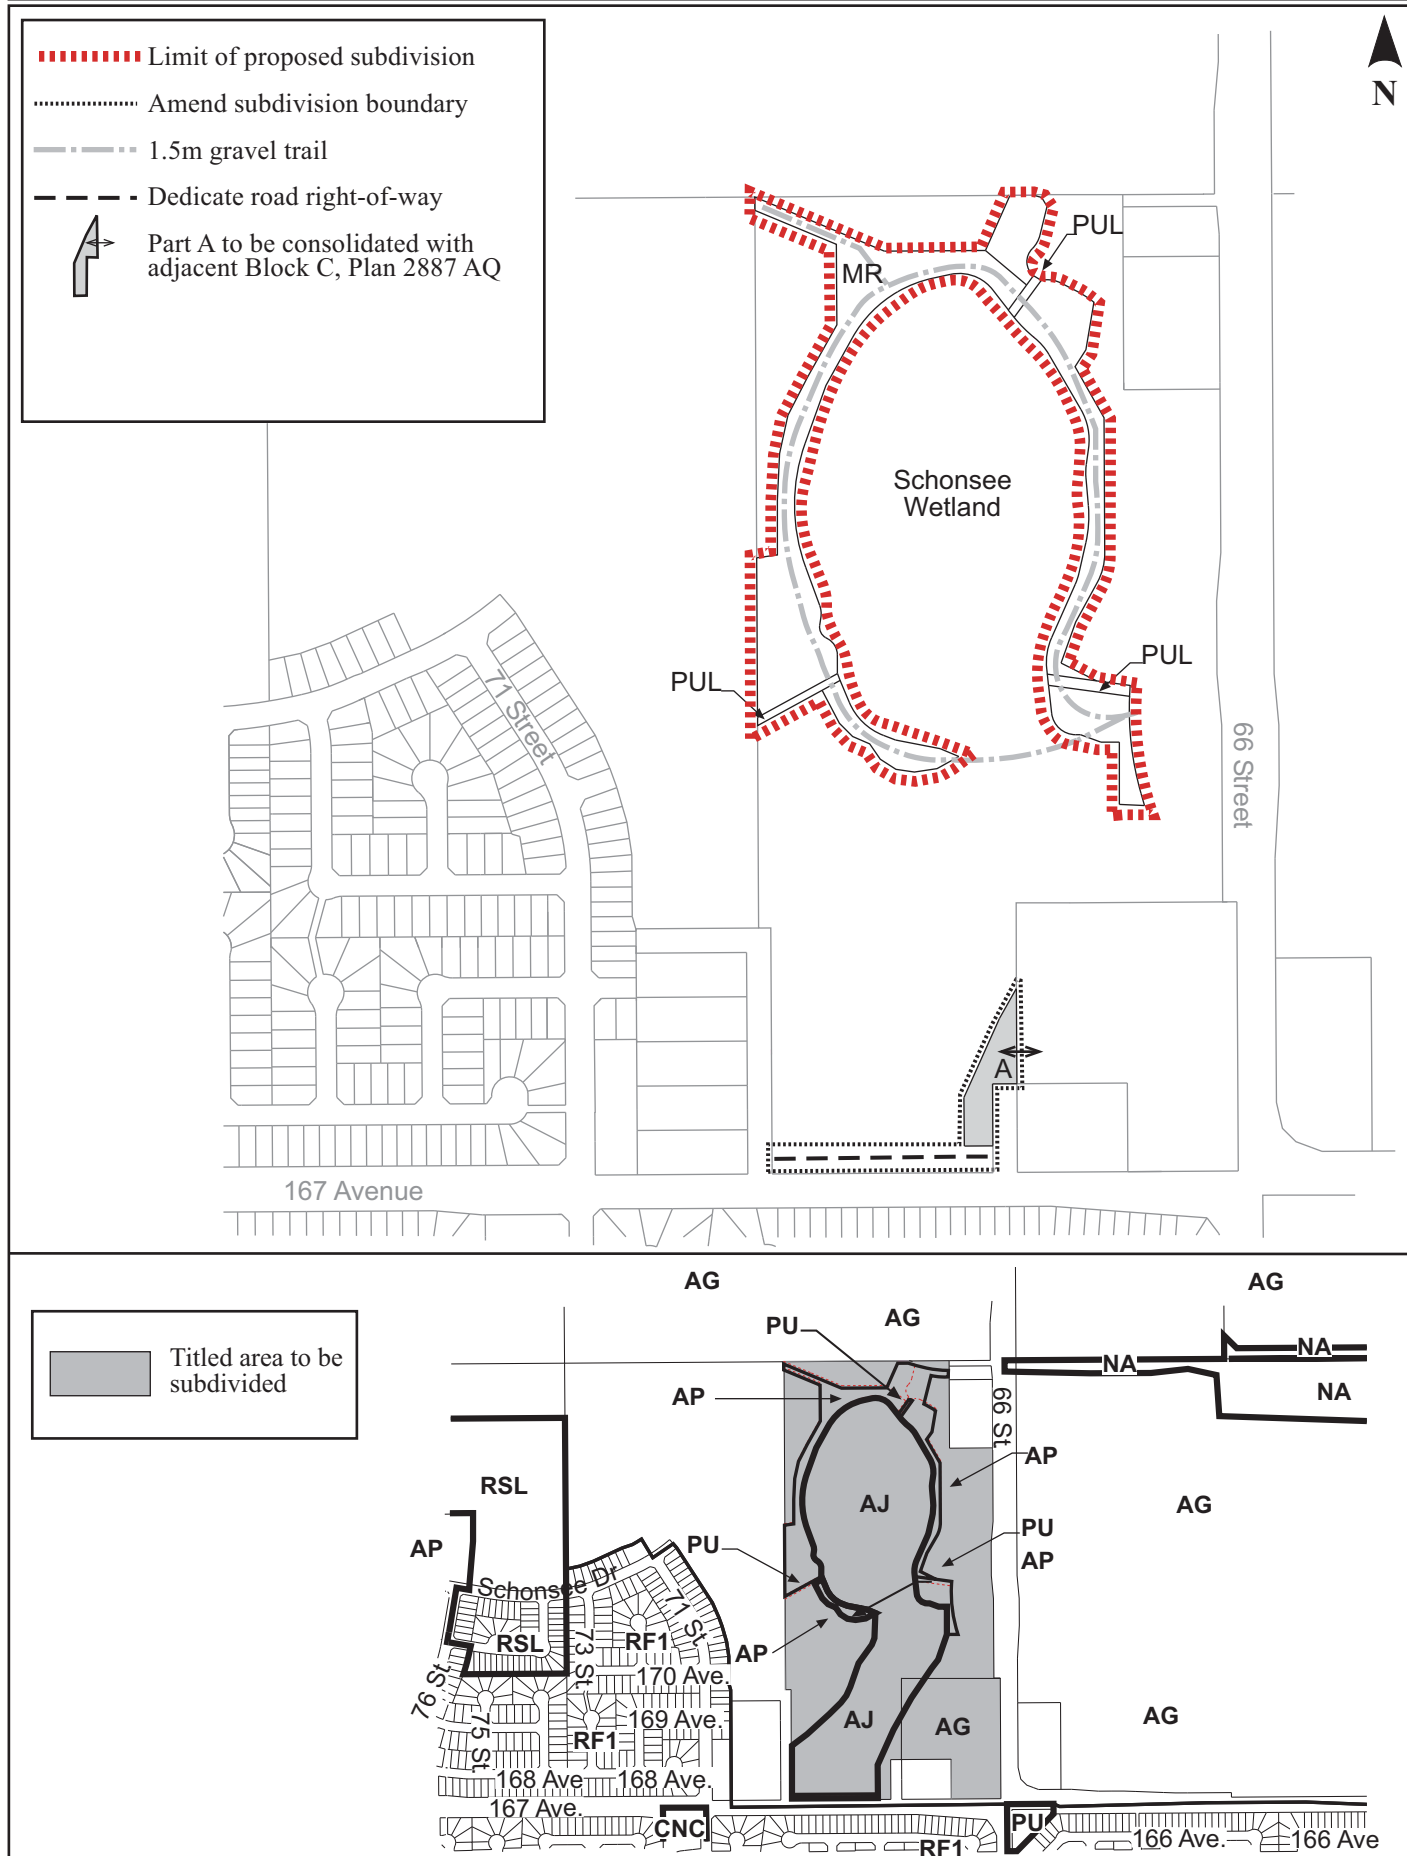 Limit of proposed subdivision
Amend subdivision boundary
1.5m gravel trail
Dedicate road right-of-way
Part A to be consolidated with
adjacent Block C, Plan 2887 AQ
N
PUL
MR
Schonsee
Wetland
PUL
PUL
71 Street
66 Street
A
167 Avenue
Titled area to be
subdivided
AG
AG
AG
PU
NA
NA
NA
AP
66 St
AP
RSL
AJ
AG
AP
PU
PU
AP
Schonsee Dr
71 St
RSL
73 St
RF1
AP
170 Ave.
76 St
75 St
169 Ave.
RF1
AJ
AG
AG
168 Ave
168 Ave.
167 Ave.
CNC
PU
RF1
166 Ave.
166 Ave